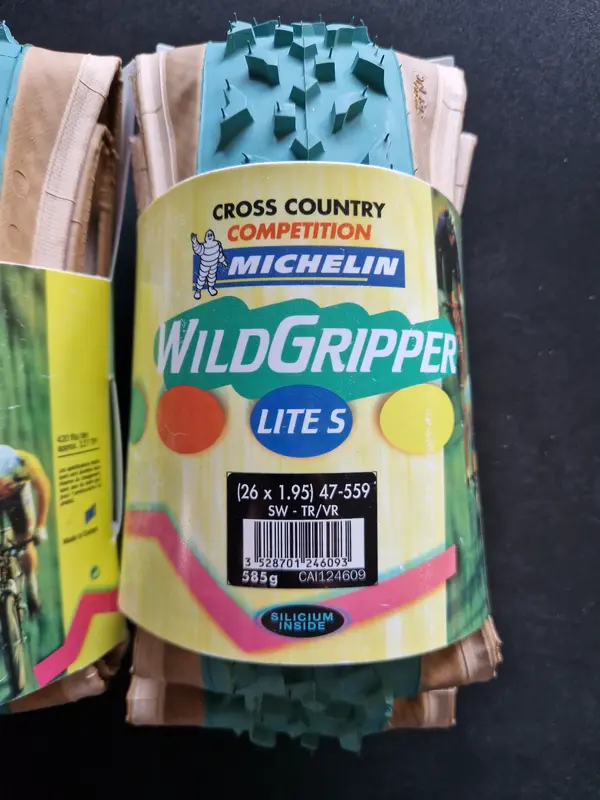 CROSS COUNTRY
COMPETITION
MICHELIN
WILDGRIPPER
LITE S
(26 x 1.95) 47-559
SW - TR/VR
3 528701 246093
585g CAI124609
SILICIUM
INSIDE